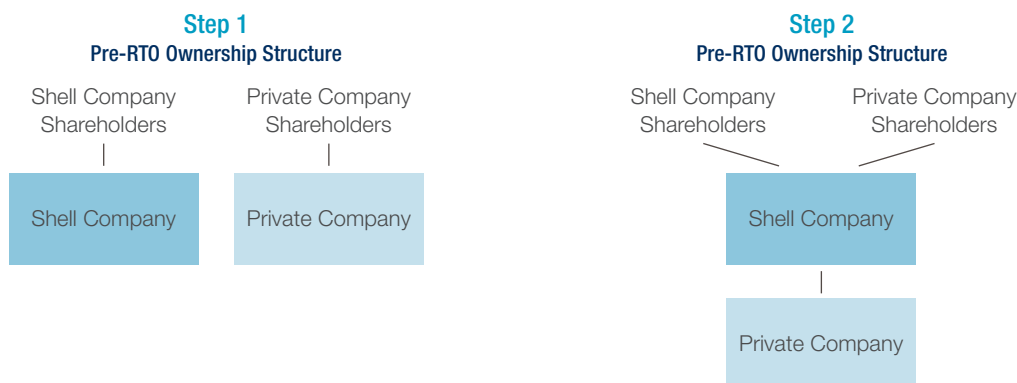 Step 1
Pre-RTO Ownership Structure
Shell Company
Shareholders
Private Company
Shareholders
Shell Company
Private Company
Step 2
Pre-RTO Ownership Structure
Shell Company
Shareholders
Private Company
Shareholders
Shell Company
Private Company